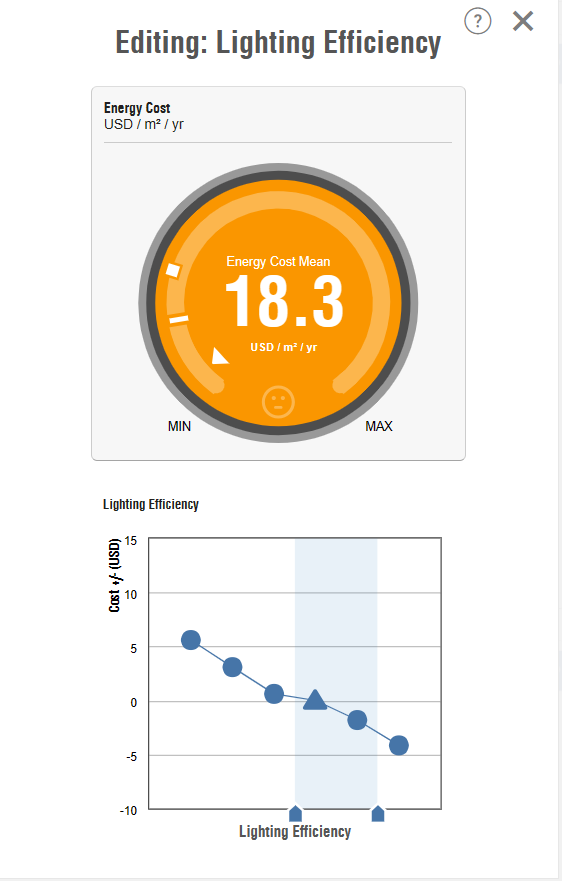 ?
Editing: Lighting Efficiency
Energy Cost
USD / m² / yr
Energy Cost Mean
18.3
USD / m² / yr
MIN
MAX
Lighting Efficiency
Cost +/- (USD)
15
10
5
0
-5
-10
Lighting Efficiency